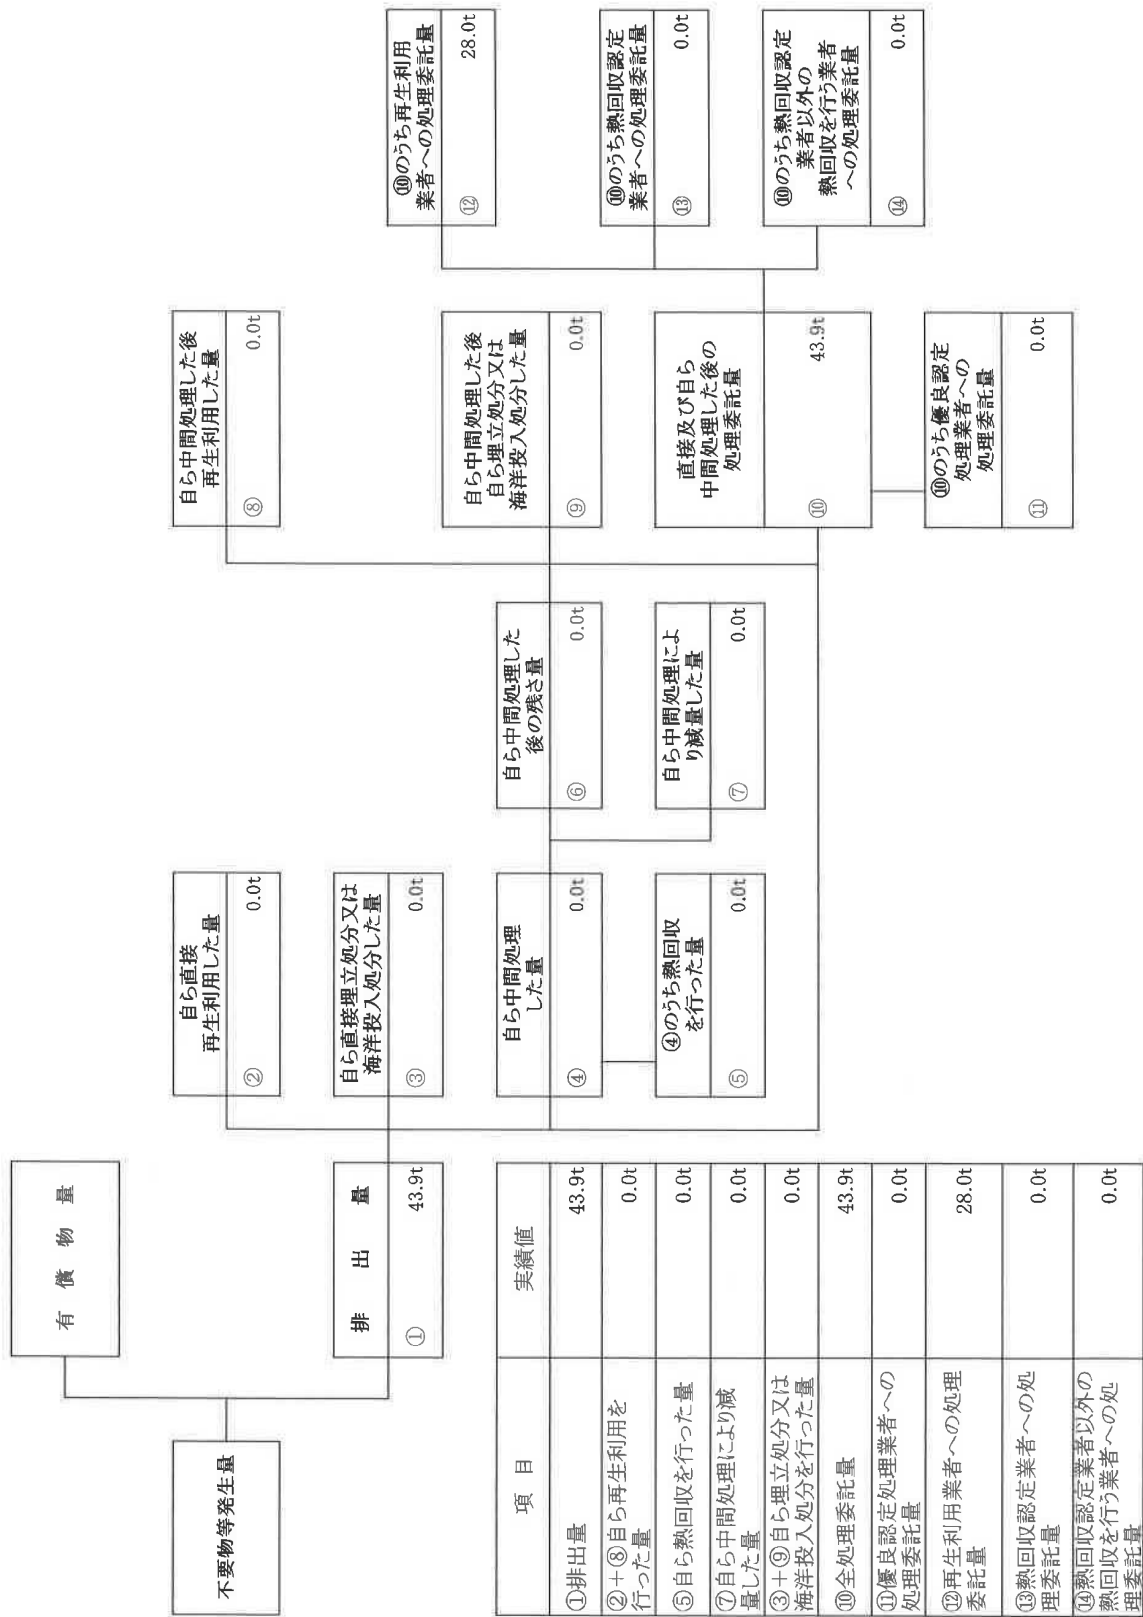 不要物等発生量
有償物量
排出量
① 43.9t
自ら直接
再生利用した量
② 0.0t
自ら直接埋立処分又は
海洋投入処分した量
③ 0.0t
自ら中間処理
した量
④ 0.0t
④のうち熱回収
を行った量
⑤ 0.0t
自ら中間処理した
後の残さ量
⑥ 0.0t
自ら中間処理によ
り減量した量
⑦ 0.0t
自ら中間処理した後
再生利用した量
⑧ 0.0t
自ら中間処理した後
自ら埋立処分又は
海洋投入処分した量
⑨ 0.0t
直接及び自ら
中間処理した後の
処理委託量
⑩ 43.9t
⑩のうち優良認定
処理業者への
処理委託量
⑪ 0.0t
⑩のうち再生利用
業者への処理委託量
⑫ 28.0t
⑩のうち熱回収認定
業者への処理委託量
⑬ 0.0t
⑩のうち熱回収認定
業者以外の
熱回収を行う業者
への処理委託量
⑭ 0.0t
項目 実績値
①排出量 43.9t
②+⑧自ら再生利用を
行った量 0.0t
⑤自ら熱回収を行った量 0.0t
⑦自ら中間処理により減
量した量 0.0t
③+⑨自ら埋立処分又は
海洋投入処分を行った量 0.0t
⑩全処理委託量 43.9t
⑪優良認定処理業者への
処理委託量 0.0t
⑫再生利用業者への処理
委託量 28.0t
⑬熱回収認定業者への処
理委託量 0.0t
⑭熱回収認定業者以外の
熱回収を行う業者への処
理委託量 0.0t